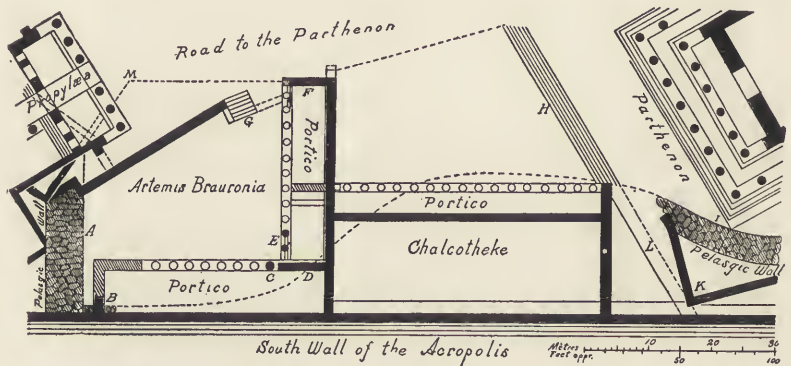 Road to the Parthenon
Propylæa
M
F
G
Portico
H
Parthenon
Artemis Brauronia
A
Pelasgic Wall
E
Portico
I
Pelasgic Wall
Chalcotheke
L
K
C
D
B
Portico
South Wall of the Acropolis
Mètres 10 20 30
Feet appr. 50 100